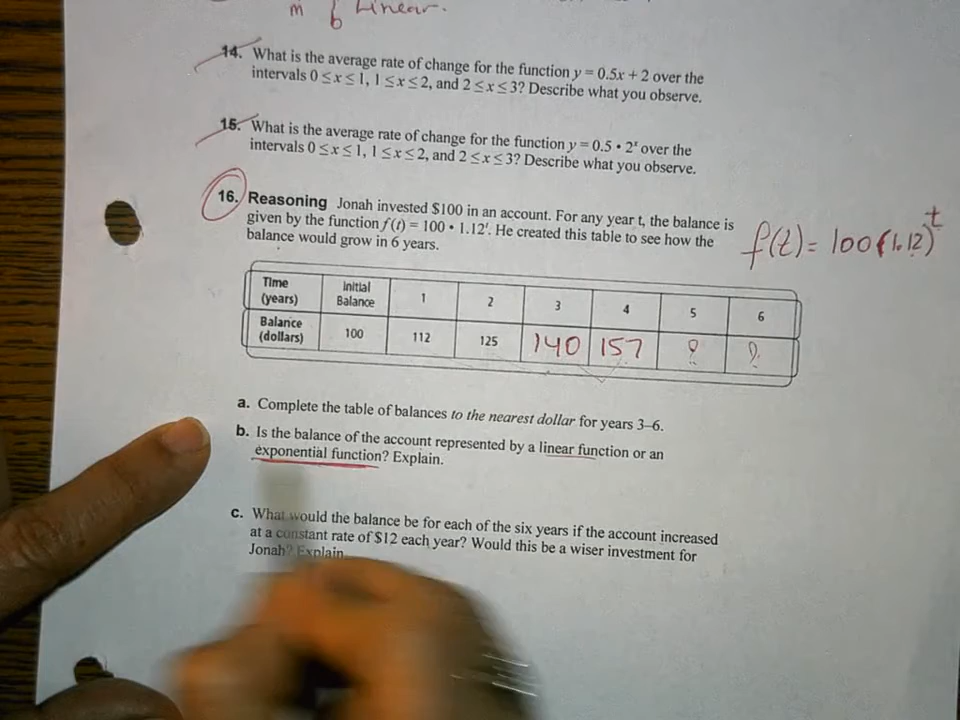 m b Linear.
14. What is the average rate of change for the function y = 0.5x + 2 over the
intervals 0 ≤ x ≤ 1, 1 ≤ x ≤ 2, and 2 ≤ x ≤ 3? Describe what you observe.
15. What is the average rate of change for the function y = 0.5 • 2ˣ over the
intervals 0 ≤ x ≤ 1, 1 ≤ x ≤ 2, and 2 ≤ x ≤ 3? Describe what you observe.
16. Reasoning Jonah invested $100 in an account. For any year t, the balance is
given by the function f(t) = 100 • 1.12ᵗ. He created this table to see how the
balance would grow in 6 years.
f(t) = 100(1.12)ᵗ
Time (years) Initial Balance 1 2 3 4 5 6
Balance (dollars) 100 112 125 140 157 ? ?
a. Complete the table of balances to the nearest dollar for years 3–6.
b. Is the balance of the account represented by a linear function or an
exponential function? Explain.
c. What would the balance be for each of the six years if the account increased
at a constant rate of $12 each year? Would this be a wiser investment for
Jonah? Explain.